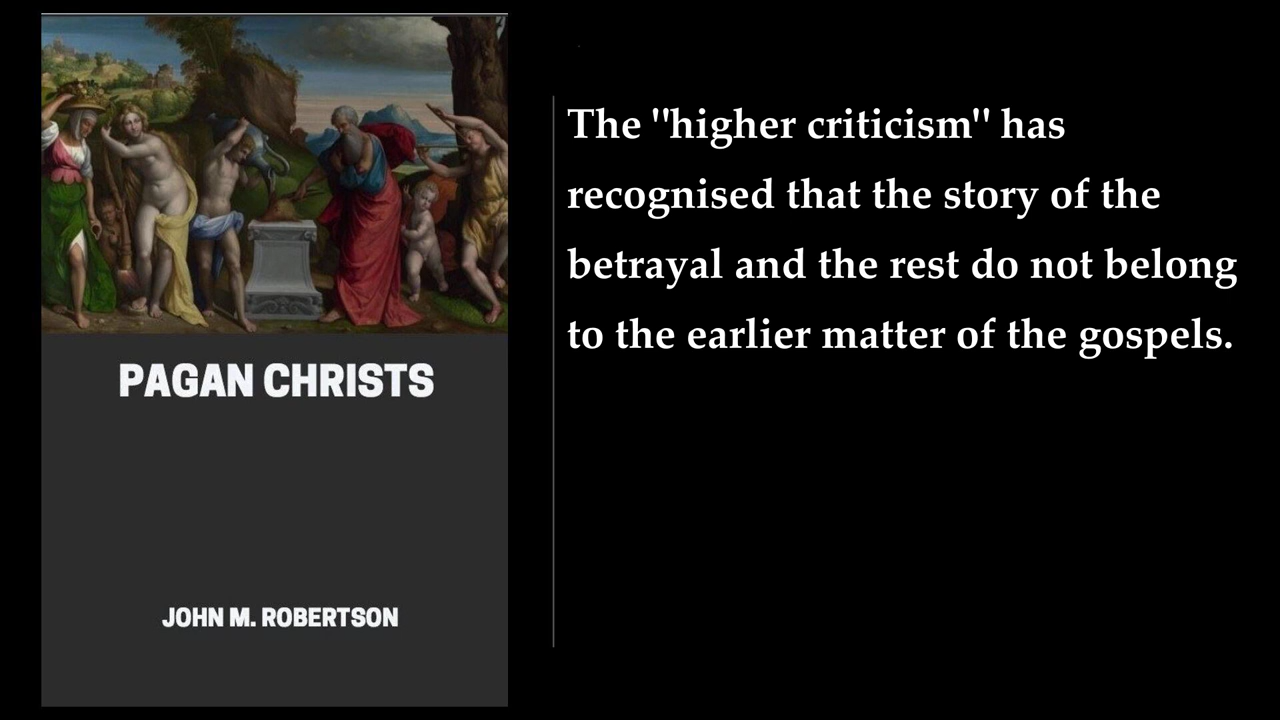 PAGAN CHRISTS
JOHN M. ROBERTSON
The "higher criticism" has
recognised that the story of the
betrayal and the rest do not belong
to the earlier matter of the gospels.